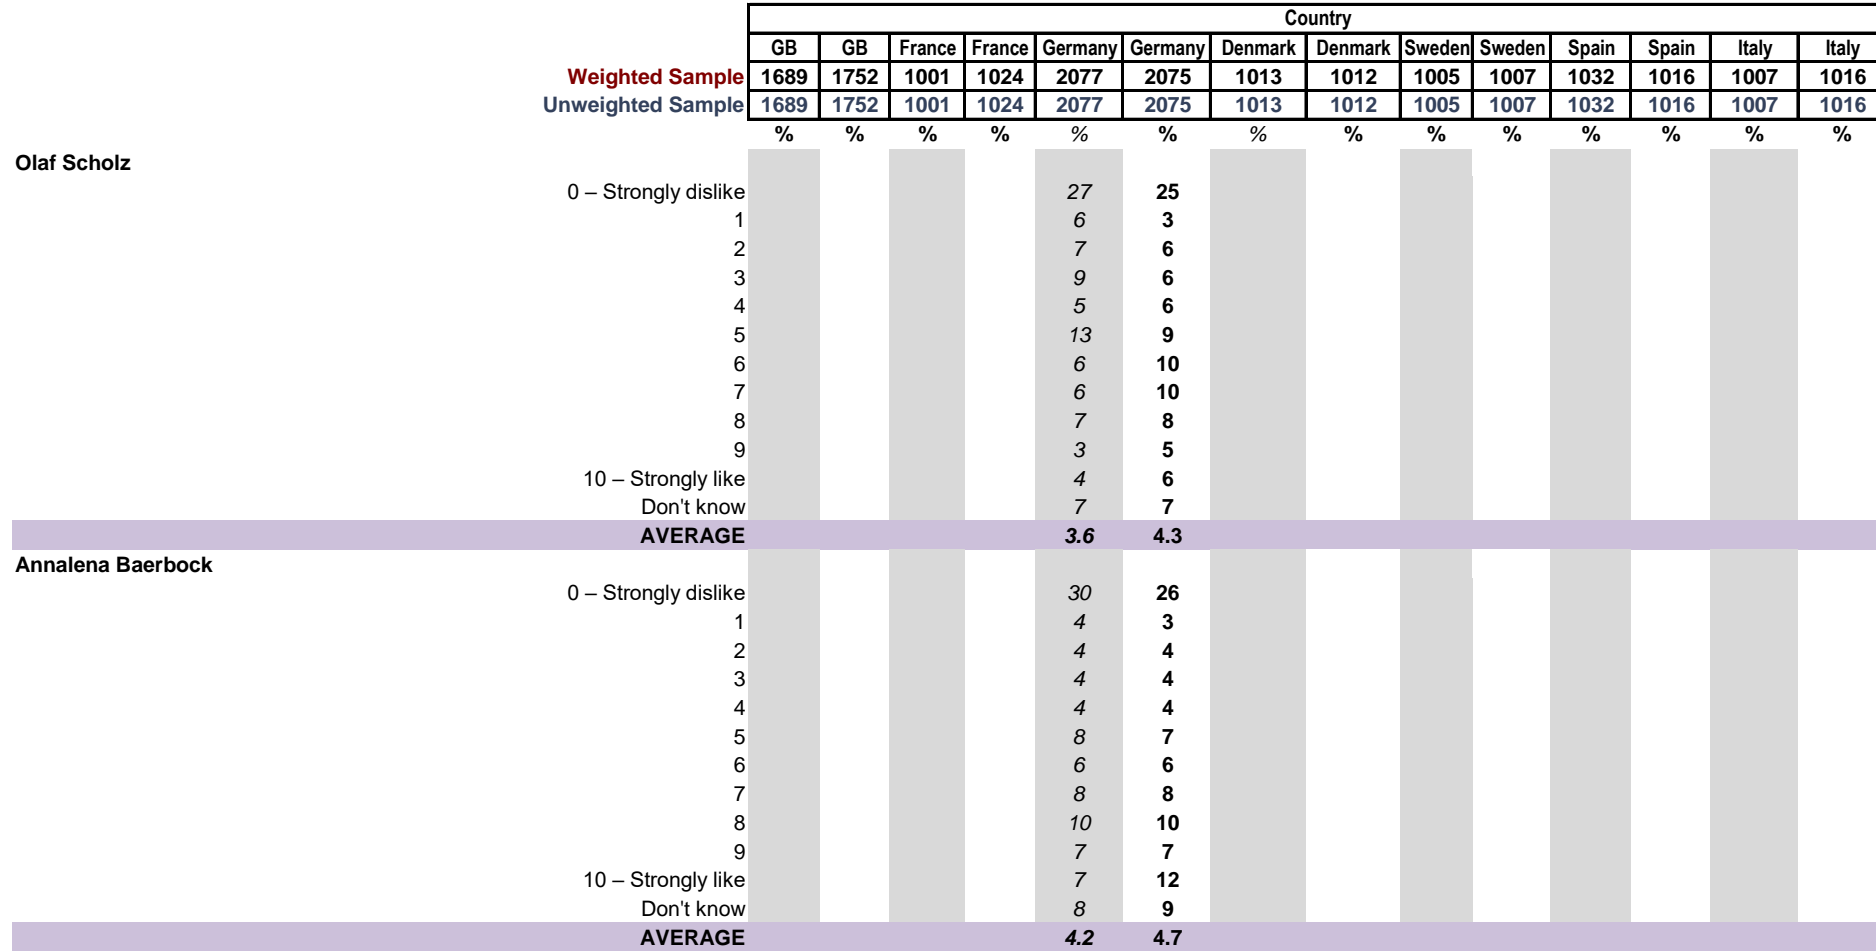 Country
GB GB France France Germany Germany Denmark Denmark Sweden Sweden Spain Spain Italy Italy
Weighted Sample 1689 1752 1001 1024 2077 2075 1013 1012 1005 1007 1032 1016 1007 1016
Unweighted Sample 1689 1752 1001 1024 2077 2075 1013 1012 1005 1007 1032 1016 1007 1016
% % % % % % % % % % % % % %
Olaf Scholz
0 – Strongly dislike 27 25
1 6 3
2 7 6
3 9 6
4 5 6
5 13 9
6 6 10
7 6 10
8 7 8
9 3 5
10 – Strongly like 4 6
Don't know 7 7
AVERAGE 3.6 4.3
Annalena Baerbock
0 – Strongly dislike 30 26
1 4 3
2 4 4
3 4 4
4 4 4
5 8 7
6 6 6
7 8 8
8 10 10
9 7 7
10 – Strongly like 7 12
Don't know 8 9
AVERAGE 4.2 4.7